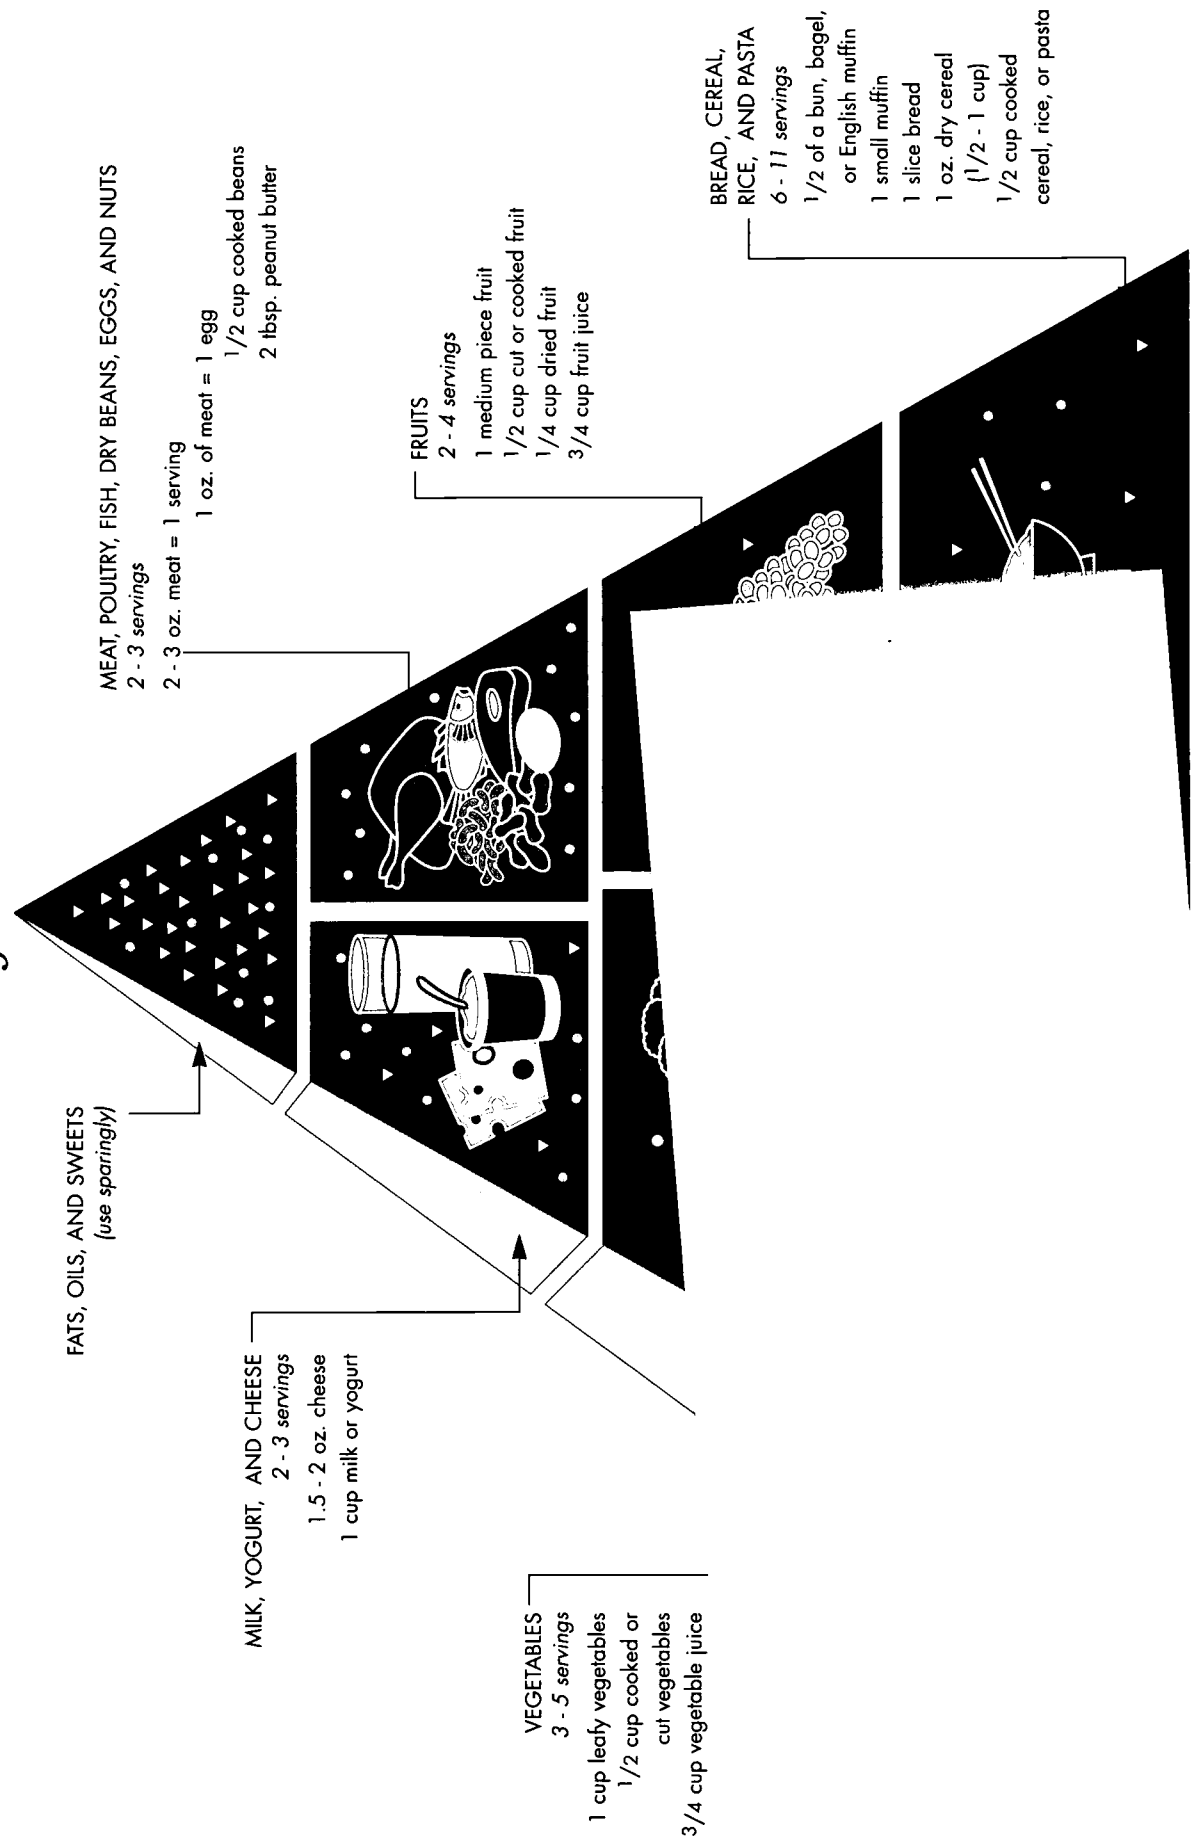 FATS, OILS, AND SWEETS
(use sparingly)
MEAT, POULTRY, FISH, DRY BEANS, EGGS, AND NUTS
2 - 3 servings
2 - 3 oz. meat = 1 serving
1 oz. of meat = 1 egg
1/2 cup cooked beans
2 tbsp. peanut butter
MILK, YOGURT, AND CHEESE
2 - 3 servings
1.5 - 2 oz. cheese
1 cup milk or yogurt
FRUITS
2 - 4 servings
1 medium piece fruit
1/2 cup cut or cooked fruit
1/4 cup dried fruit
3/4 cup fruit juice
VEGETABLES
3 - 5 servings
1 cup leafy vegetables
1/2 cup cooked or
cut vegetables
3/4 cup vegetable juice
BREAD, CEREAL,
RICE, AND PASTA
6 - 11 servings
1/2 of a bun, bagel,
or English muffin
1 small muffin
1 slice bread
1 oz. dry cereal
(1/2 - 1 cup)
1/2 cup cooked
cereal, rice, or pasta